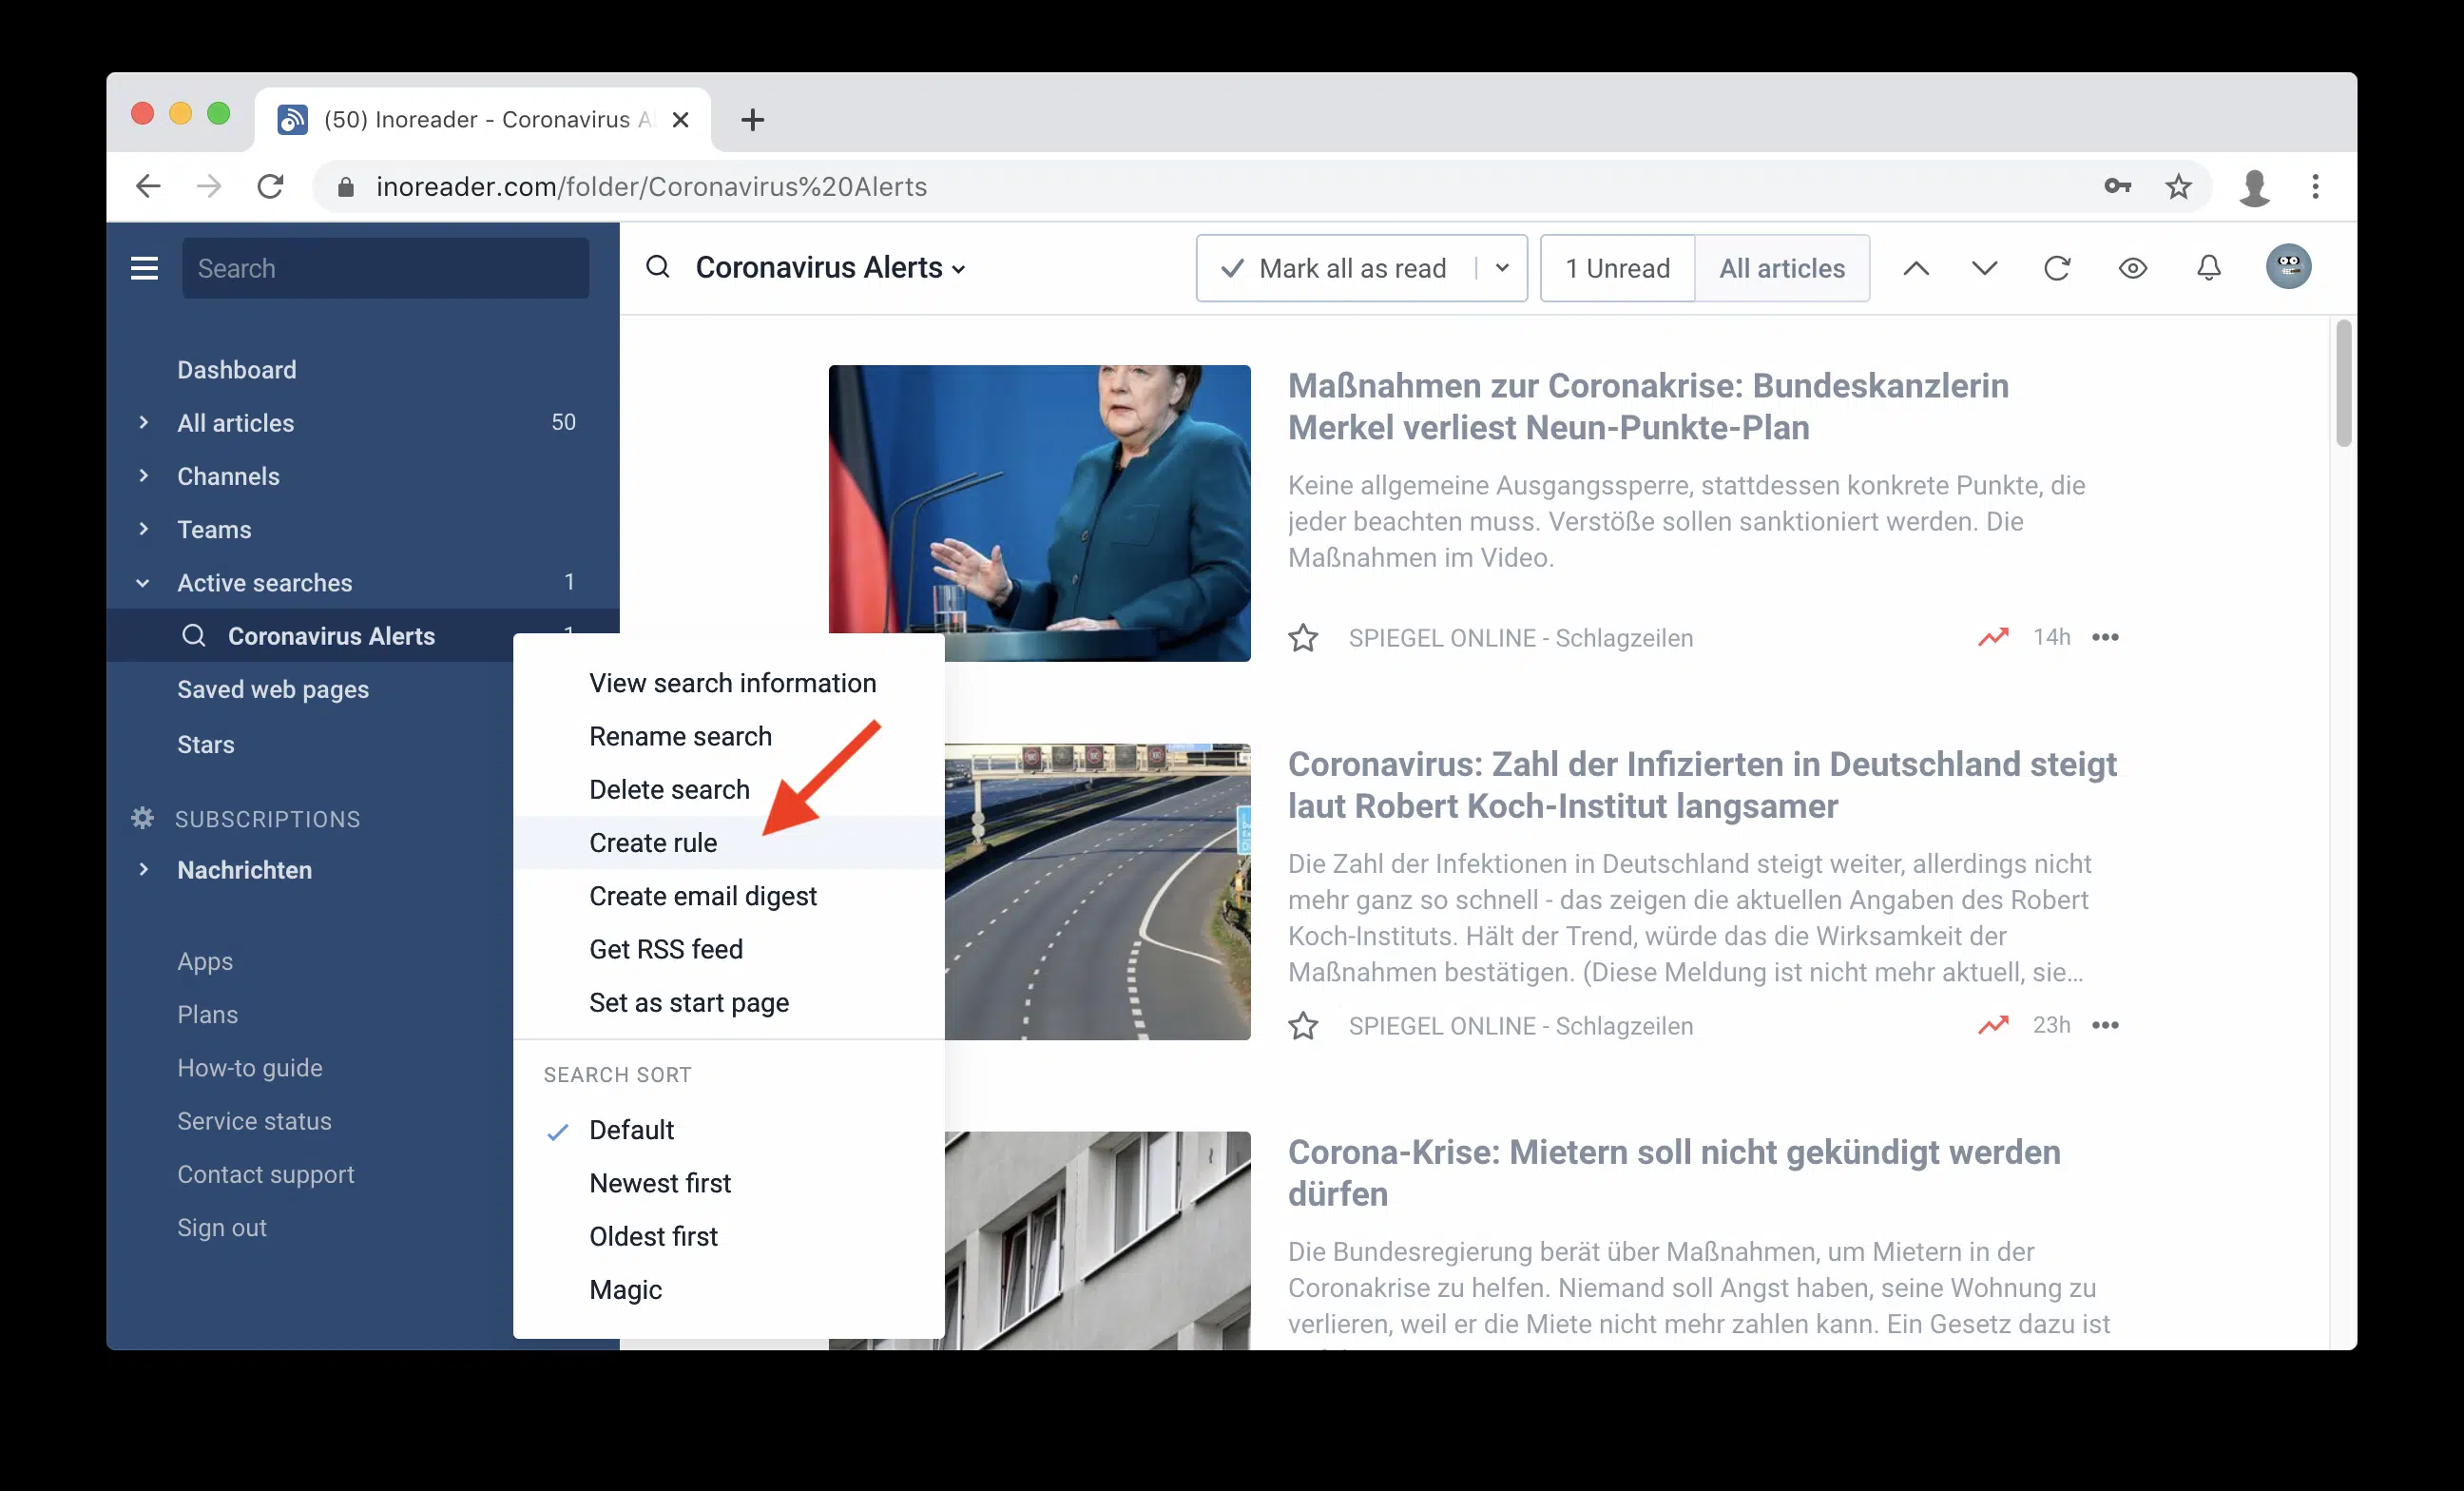 (50) Inoreader - Coronavirus A
inoreader.com/folder/Coronavirus%20Alerts
Search
Dashboard
All articles 50
Channels
Teams
Active searches 1
Coronavirus Alerts 1
Saved web pages
Stars
SUBSCRIPTIONS
Nachrichten
Apps
Plans
How-to guide
Service status
Contact support
Sign out
View search information
Rename search
Delete search
Create rule
Create email digest
Get RSS feed
Set as start page
SEARCH SORT
Default
Newest first
Oldest first
Magic
Coronavirus Alerts
Mark all as read
1 Unread
All articles
Maßnahmen zur Coronakrise: Bundeskanzlerin
Merkel verliest Neun-Punkte-Plan
Keine allgemeine Ausgangssperre, stattdessen konkrete Punkte, die
jeder beachten muss. Verstöße sollen sanktioniert werden. Die
Maßnahmen im Video.
SPIEGEL ONLINE - Schlagzeilen 14h
Coronavirus: Zahl der Infizierten in Deutschland steigt
laut Robert Koch-Institut langsamer
Die Zahl der Infektionen in Deutschland steigt weiter, allerdings nicht
mehr ganz so schnell - das zeigen die aktuellen Angaben des Robert
Koch-Instituts. Hält der Trend, würde das die Wirksamkeit der
Maßnahmen bestätigen. (Diese Meldung ist nicht mehr aktuell, sie...
SPIEGEL ONLINE - Schlagzeilen 23h
Corona-Krise: Mietern soll nicht gekündigt werden
dürfen
Die Bundesregierung berät über Maßnahmen, um Mietern in der
Coronakrise zu helfen. Niemand soll Angst haben, seine Wohnung zu
verlieren, weil er die Miete nicht mehr zahlen kann. Ein Gesetz dazu ist